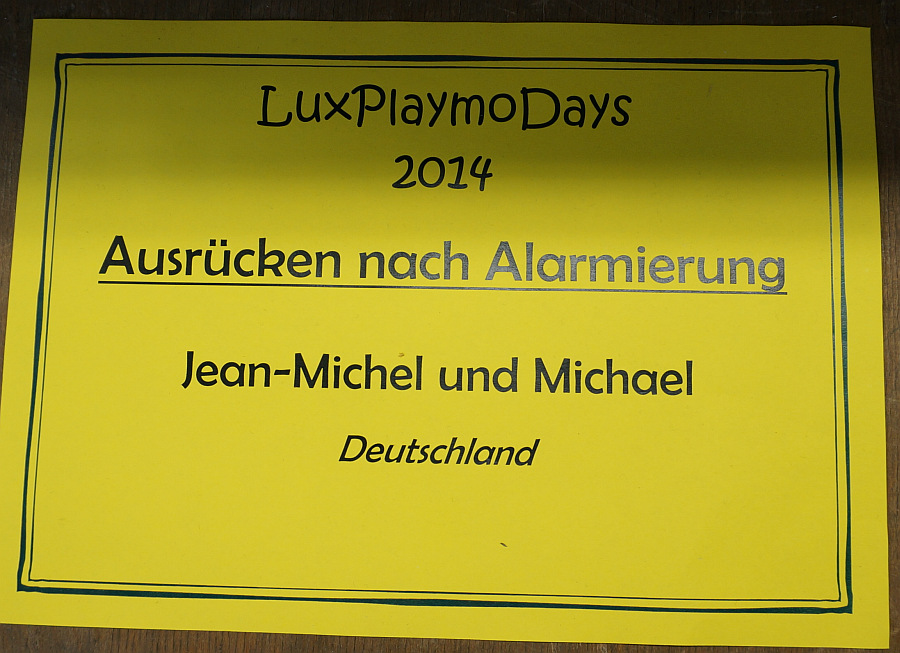 LuxPlaymoDays
2014
Ausrücken nach Alarmierung
Jean-Michel und Michael
Deutschland